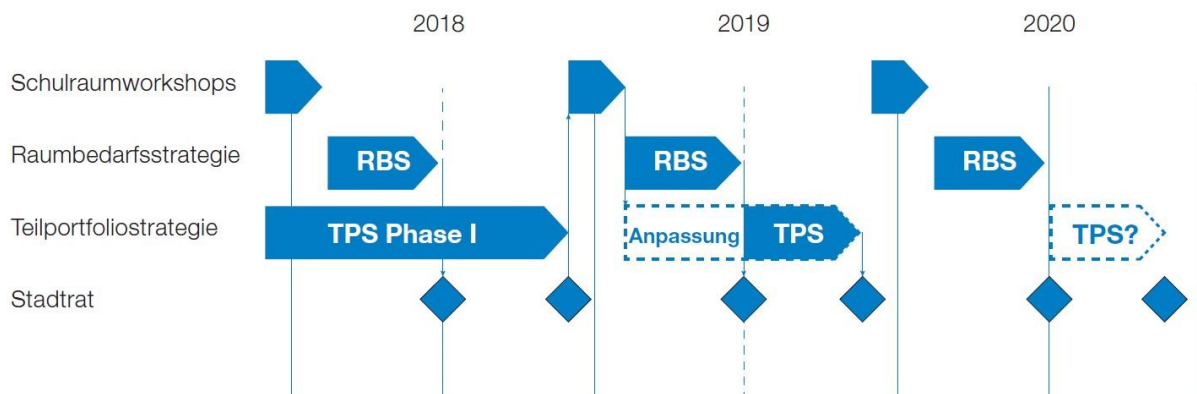 2018 2019 2020
Schulraumworkshops
Raumbedarfsstrategie RBS RBS RBS
Teilportfoliostrategie TPS Phase I Anpassung TPS TPS?
Stadtrat